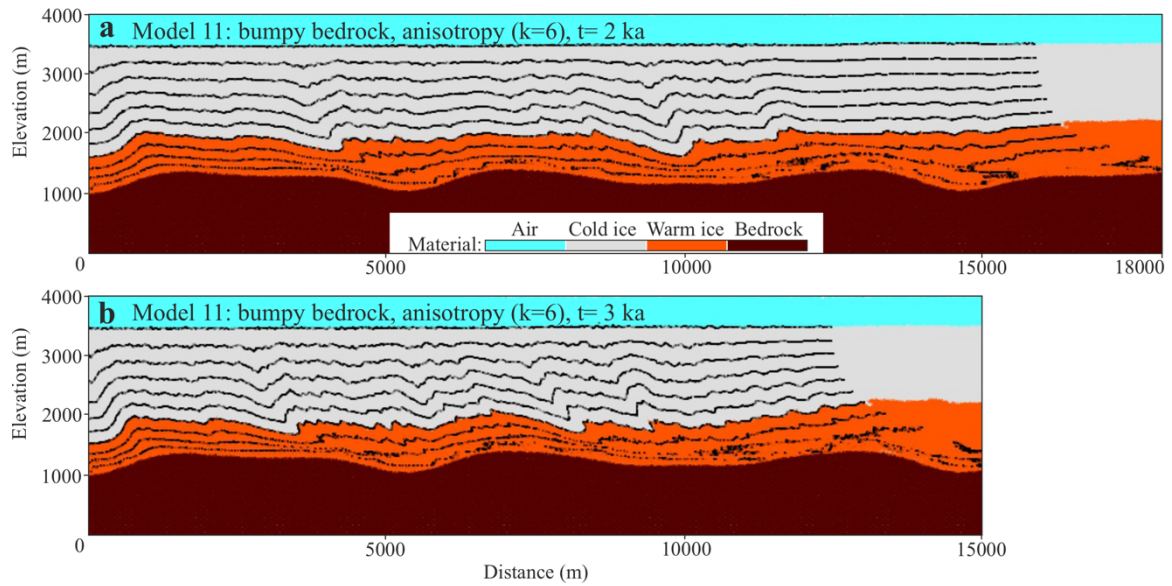 4000
a Model 11: bumpy bedrock, anisotropy (k=6), t= 2 ka
3000
Elevation (m)
2000
1000
Air Cold ice Warm ice Bedrock
Material:
0 5000 10000 15000 18000
4000
b Model 11: bumpy bedrock, anisotropy (k=6), t= 3 ka
3000
Elevation (m)
2000
1000
0 5000 10000 15000
Distance (m)